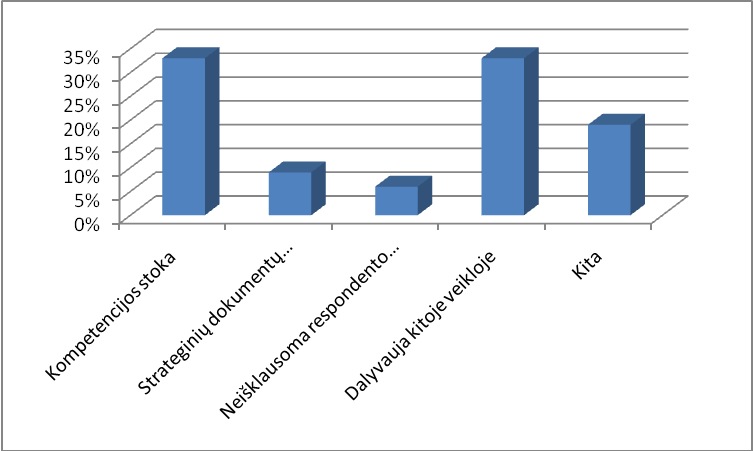 35%
30%
25%
20%
15%
10%
5%
0%
Kompetencijos stoka
Strateginių dokumentų...
Neišklausoma respondento...
Dalyvauja kitoje veikloje
Kita